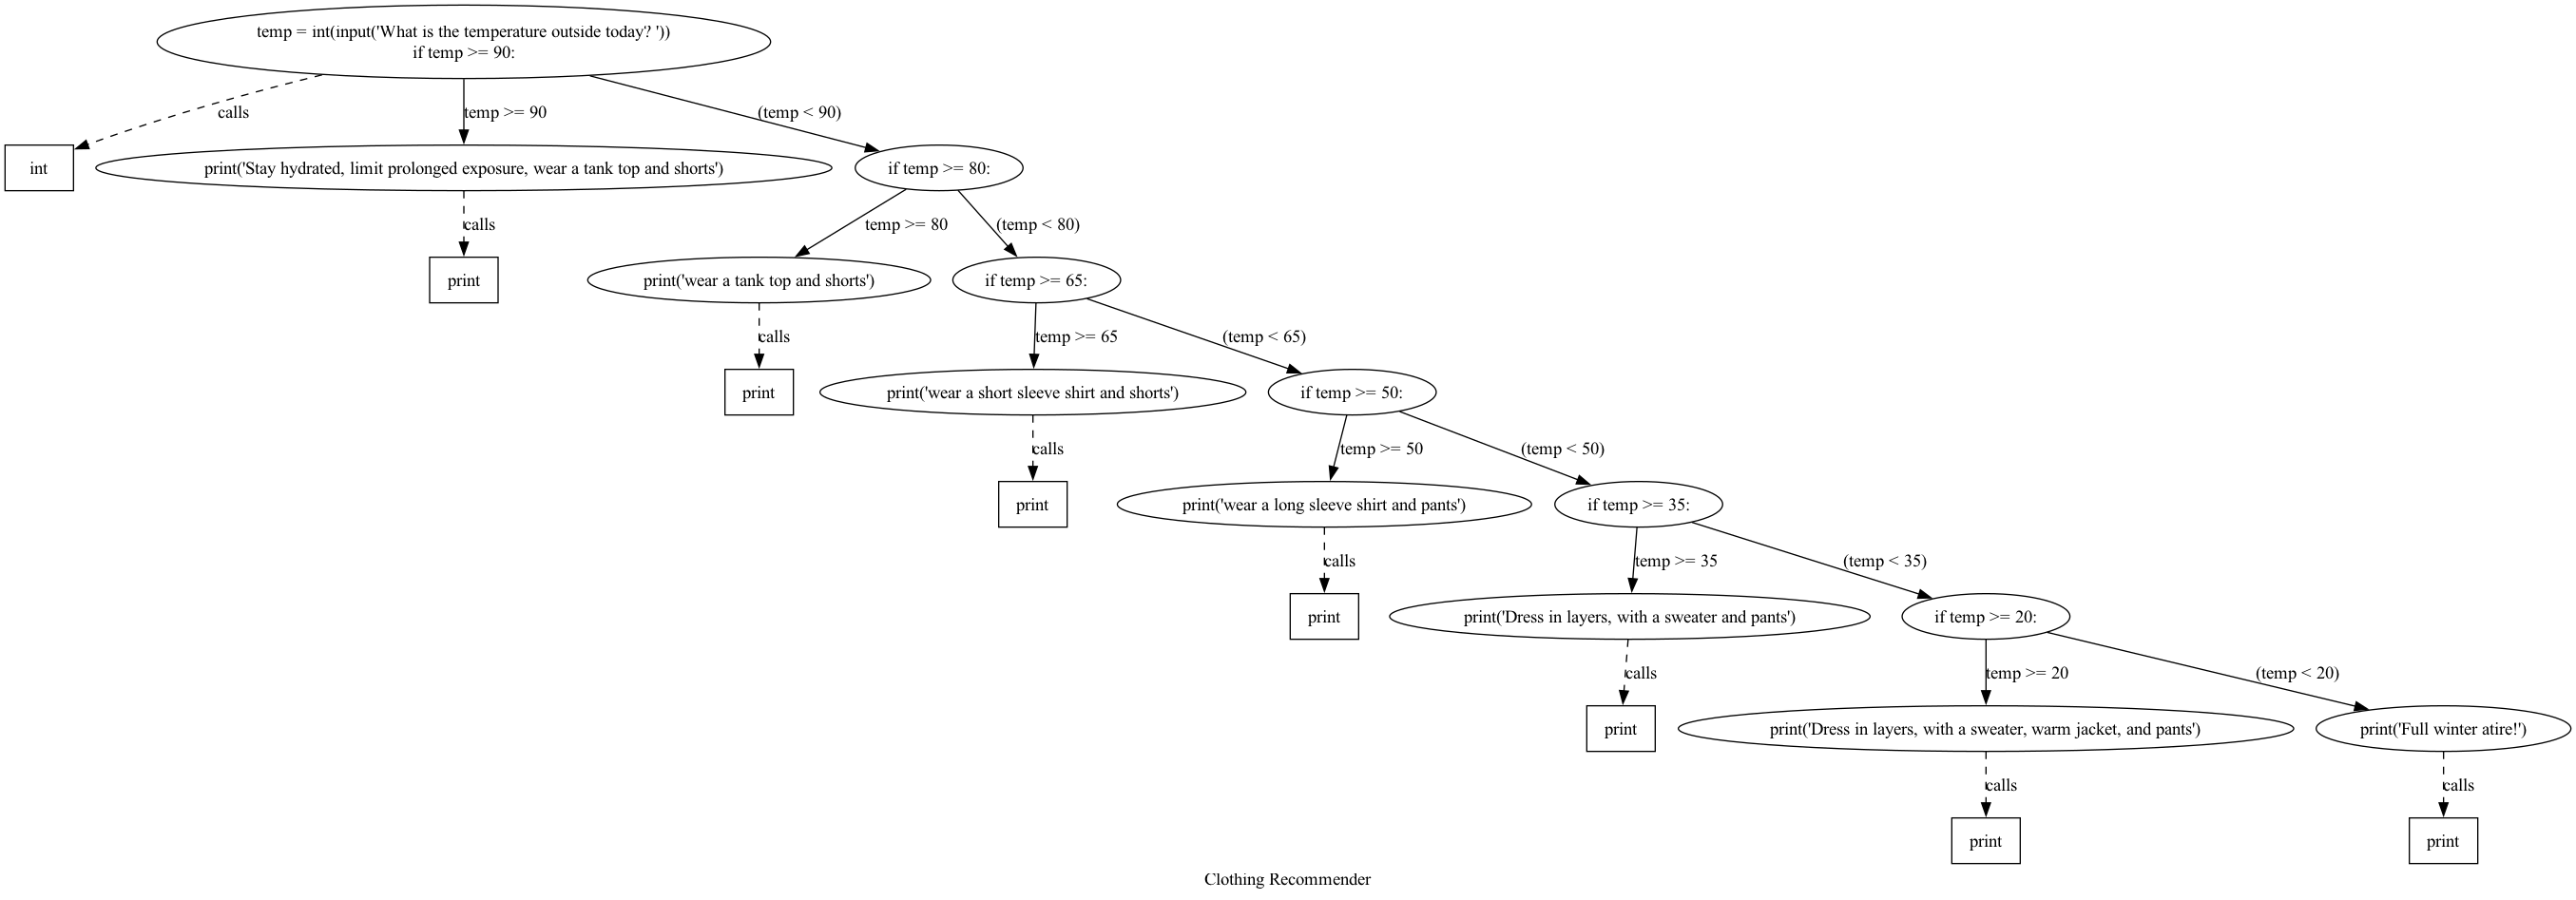 temp = int(input('What is the temperature outside today? '))
if temp >= 90:
calls
temp >= 90
(temp < 90)
int
print('Stay hydrated, limit prolonged exposure, wear a tank top and shorts')
if temp >= 80:
calls
temp >= 80
(temp < 80)
print
print('wear a tank top and shorts')
if temp >= 65:
calls
temp >= 65
(temp < 65)
print
print('wear a short sleeve shirt and shorts')
if temp >= 50:
calls
temp >= 50
(temp < 50)
print
print('wear a long sleeve shirt and pants')
if temp >= 35:
calls
temp >= 35
(temp < 35)
print
print('Dress in layers, with a sweater and pants')
if temp >= 20:
calls
temp >= 20
(temp < 20)
print
print('Dress in layers, with a sweater, warm jacket, and pants')
print('Full winter atire!')
calls
calls
print
print
Clothing Recommender